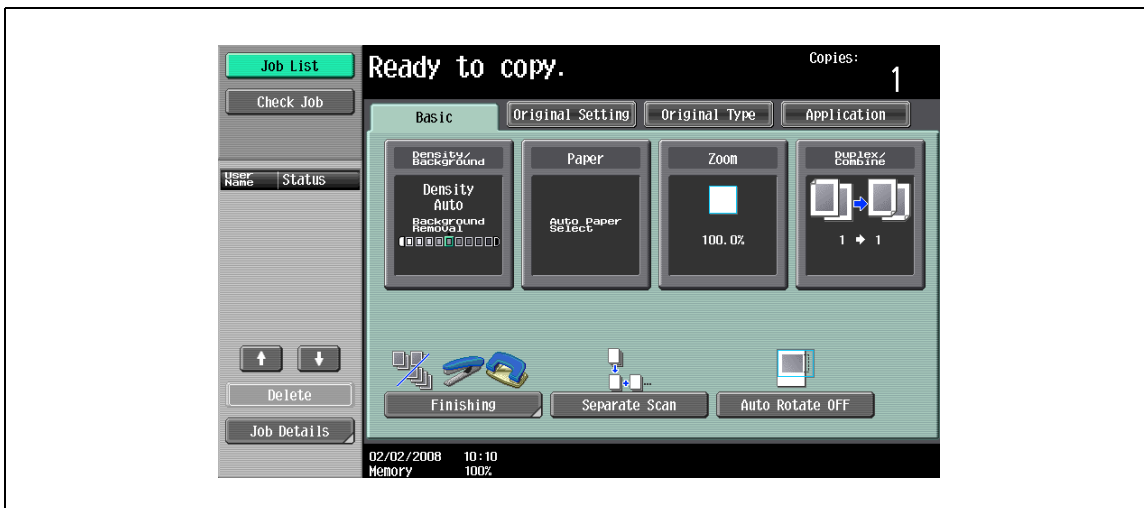 Job List
Check Job
User Name
Status
Delete
Job Details
Ready to copy.
Copies:
1
Basic
Original Setting
Original Type
Application
Density/
Background
Density
Auto
Background
Removal
Paper
Auto Paper
Select
Zoom
100.0%
Duplex/
Combine
1 → 1
Finishing
Separate Scan
Auto Rotate OFF
02/02/2008 10:10
Memory 100%